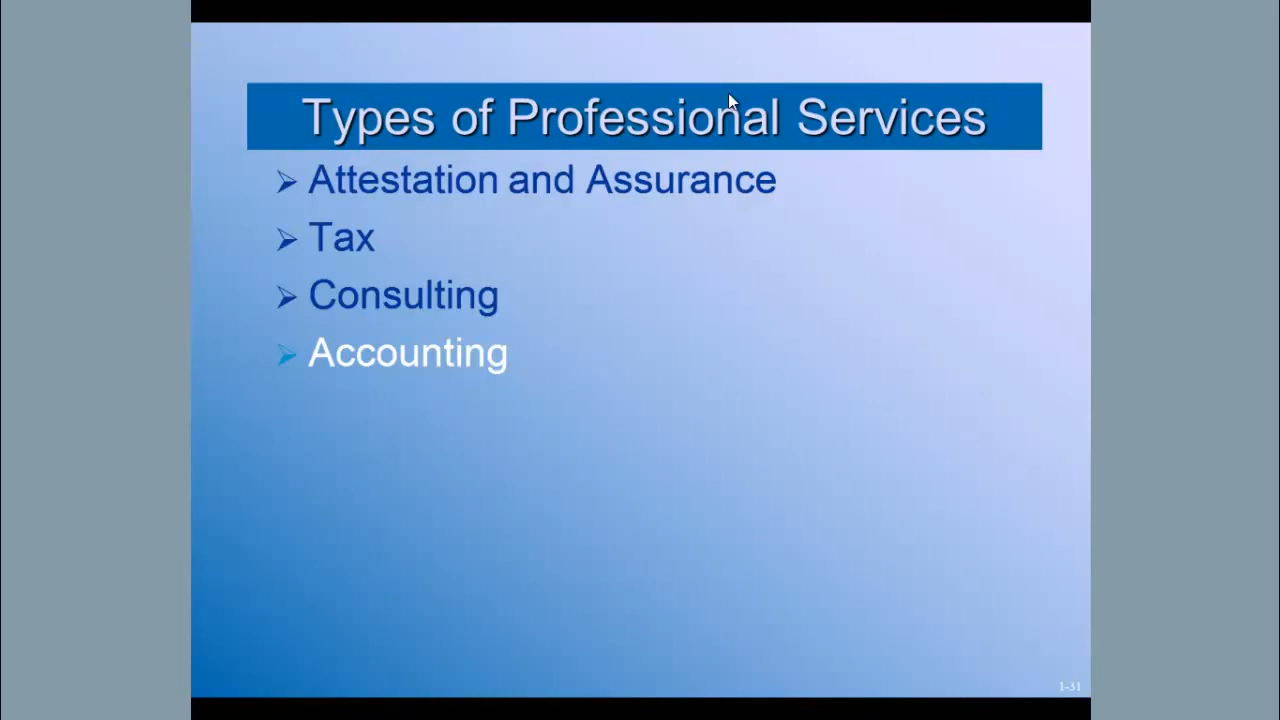 Types of Professional Services
Attestation and Assurance
Tax
Consulting
Accounting
1-31